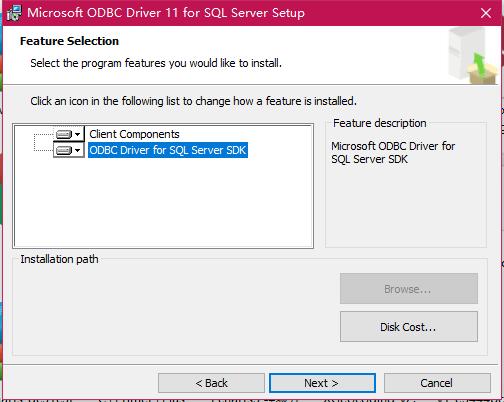 Microsoft ODBC Driver 11 for SQL Server Setup
Feature Selection
Select the program features you would like to install.
Click an icon in the following list to change how a feature is installed.
Client Components
ODBC Driver for SQL Server SDK
Feature description
Microsoft ODBC Driver for
SQL Server SDK
Installation path
Browse...
Disk Cost...
< Back
Next >
Cancel